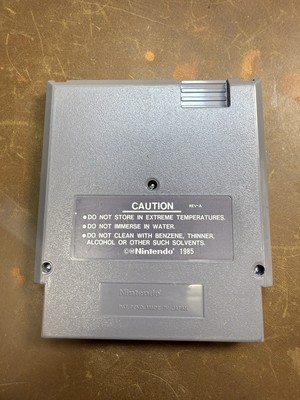 CAUTION REV-A
■DO NOT STORE IN EXTREME TEMPERATURES.
■DO NOT IMMERSE IN WATER.
■DO NOT CLEAN WITH BENZENE, THINNER,
ALCOHOL OR OTHER SUCH SOLVENTS.
©™Nintendo® 1985
Nintendo